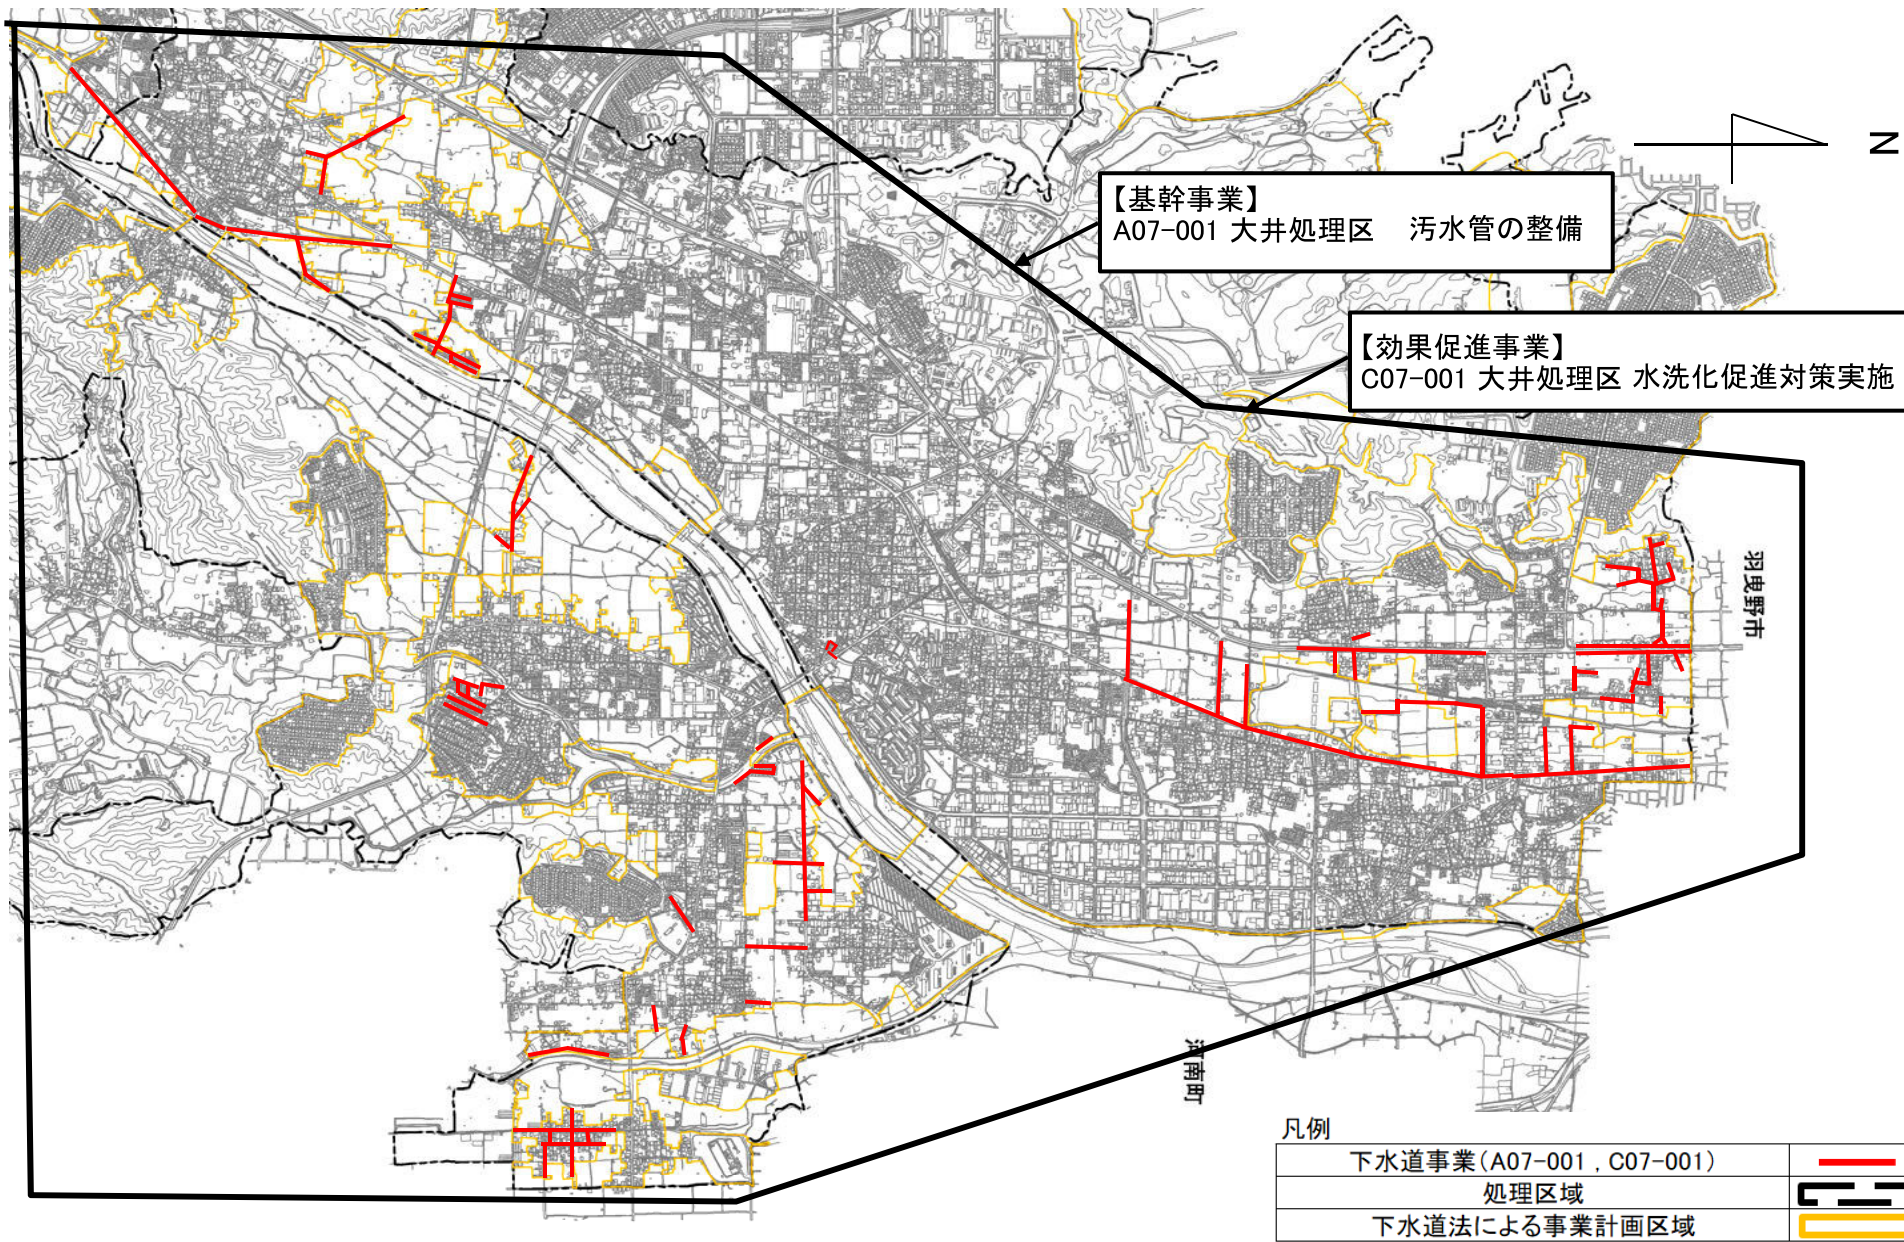 N
【基幹事業】
A07-001 大井処理区 汚水管の整備
【効果促進事業】
C07-001 大井処理区 水洗化促進対策実施
羽曳野市
河南町
凡例
下水道事業(A07-001 , C07-001)
処理区域
下水道法による事業計画区域